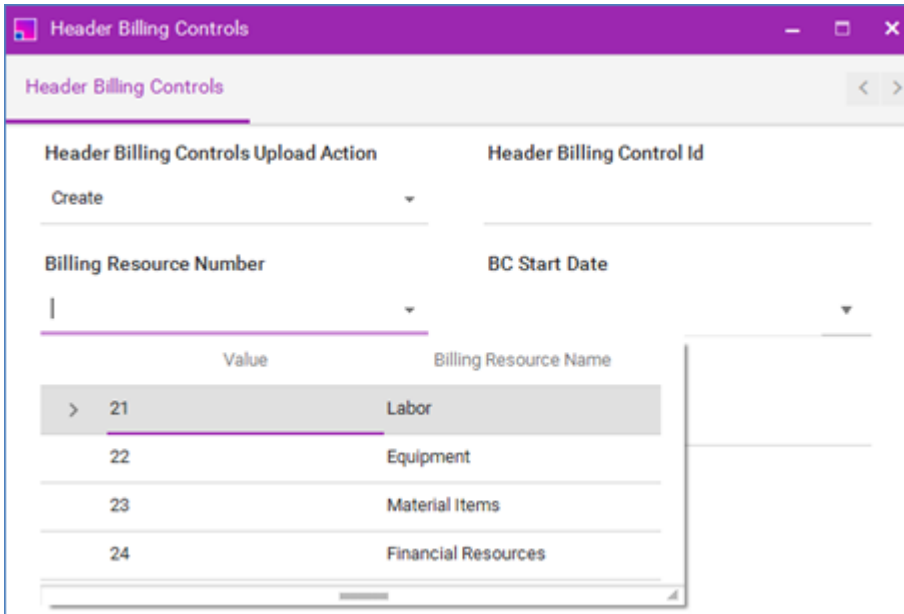 Header Billing Controls
Header Billing Controls
Header Billing Controls Upload Action Header Billing Control Id
Create
Billing Resource Number BC Start Date
Value Billing Resource Name
21 Labor
22 Equipment
23 Material Items
24 Financial Resources